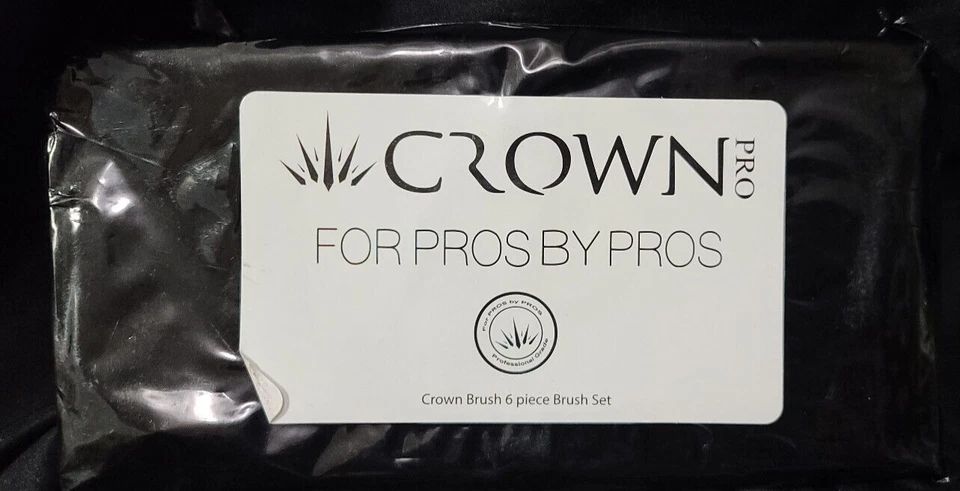 CROWN PRO
FOR PROS BY PROS
For PROS by PROS
Professional Grade
Crown Brush 6 piece Brush Set